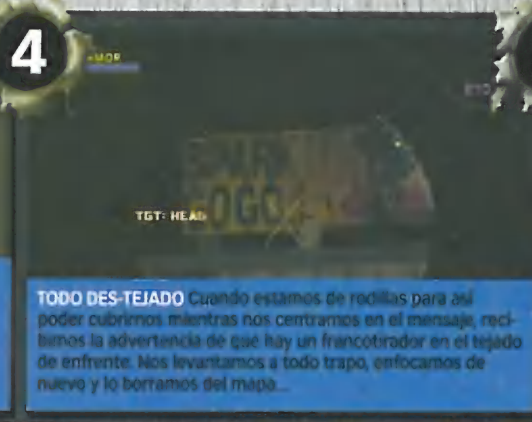 4
TGT: HEAD
TODO DES-TEJADO Cuando estamos de rodillas para así
poder cubrirnos mientras nos centramos en el mensaje, reci-
bimos la advertencia de que hay un francotirador en el tejado
de enfrente. Nos levantamos a todo trapo, enfocamos de
nuevo y lo borramos del mapa...